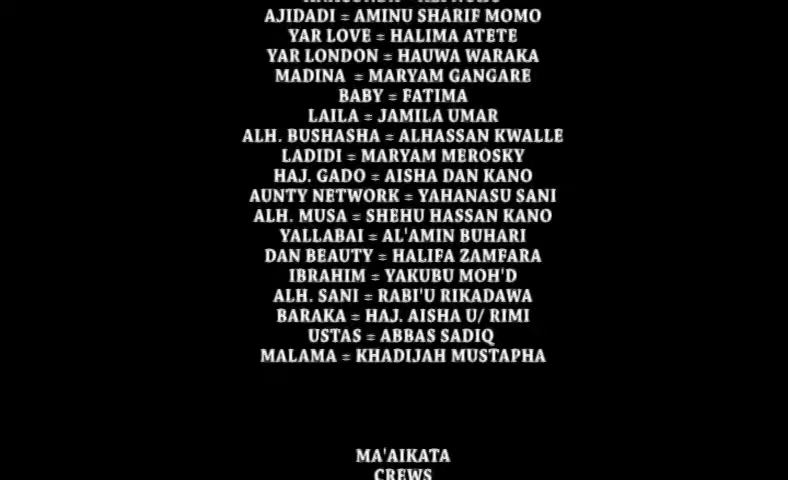 AJIDADI = AMINU SHARIF MOMO
YAR LOVE = HALIMA ATETE
YAR LONDON = HAUWA WARAKA
MADINA = MARYAM GANGARE
BABY = FATIMA
LAILA = JAMILA UMAR
ALH. BUSHASHA = ALHASSAN KWALLE
LADIDI = MARYAM MEROSKY
HAJ. GADO = AISHA DAN KANO
AUNTY NETWORK = YAHANASU SANI
ALH. MUSA = SHEHU HASSAN KANO
YALLABAI = AL'AMIN BUHARI
DAN BEAUTY = HALIFA ZAMFARA
IBRAHIM = YAKUBU MOH'D
ALH. SANI = RABI'U RIKADAWA
BARAKA = HAJ. AISHA U/ RIMI
USTAS = ABBAS SADIQ
MALAMA = KHADIJAH MUSTAPHA
MA'AIKATA
CREWS